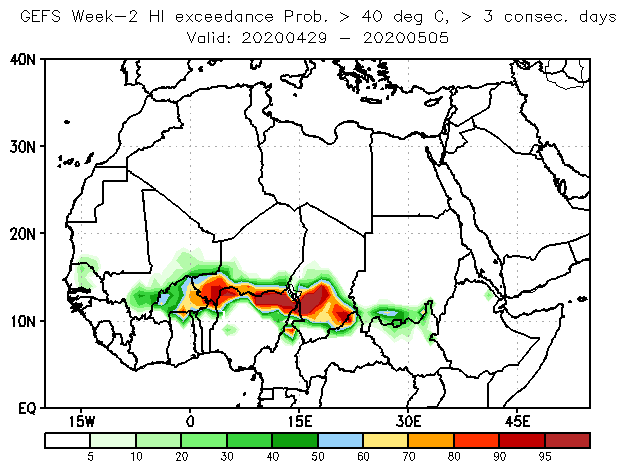 GEFS Week-2 HI exceedance Prob. > 40 deg C, > 3 consec. days
Valid: 20200429 - 20200505
40N
30N
20N
10N
EQ
15W 0 15E 30E 45E
5 10 20 30 40 50 60 70 80 90 95